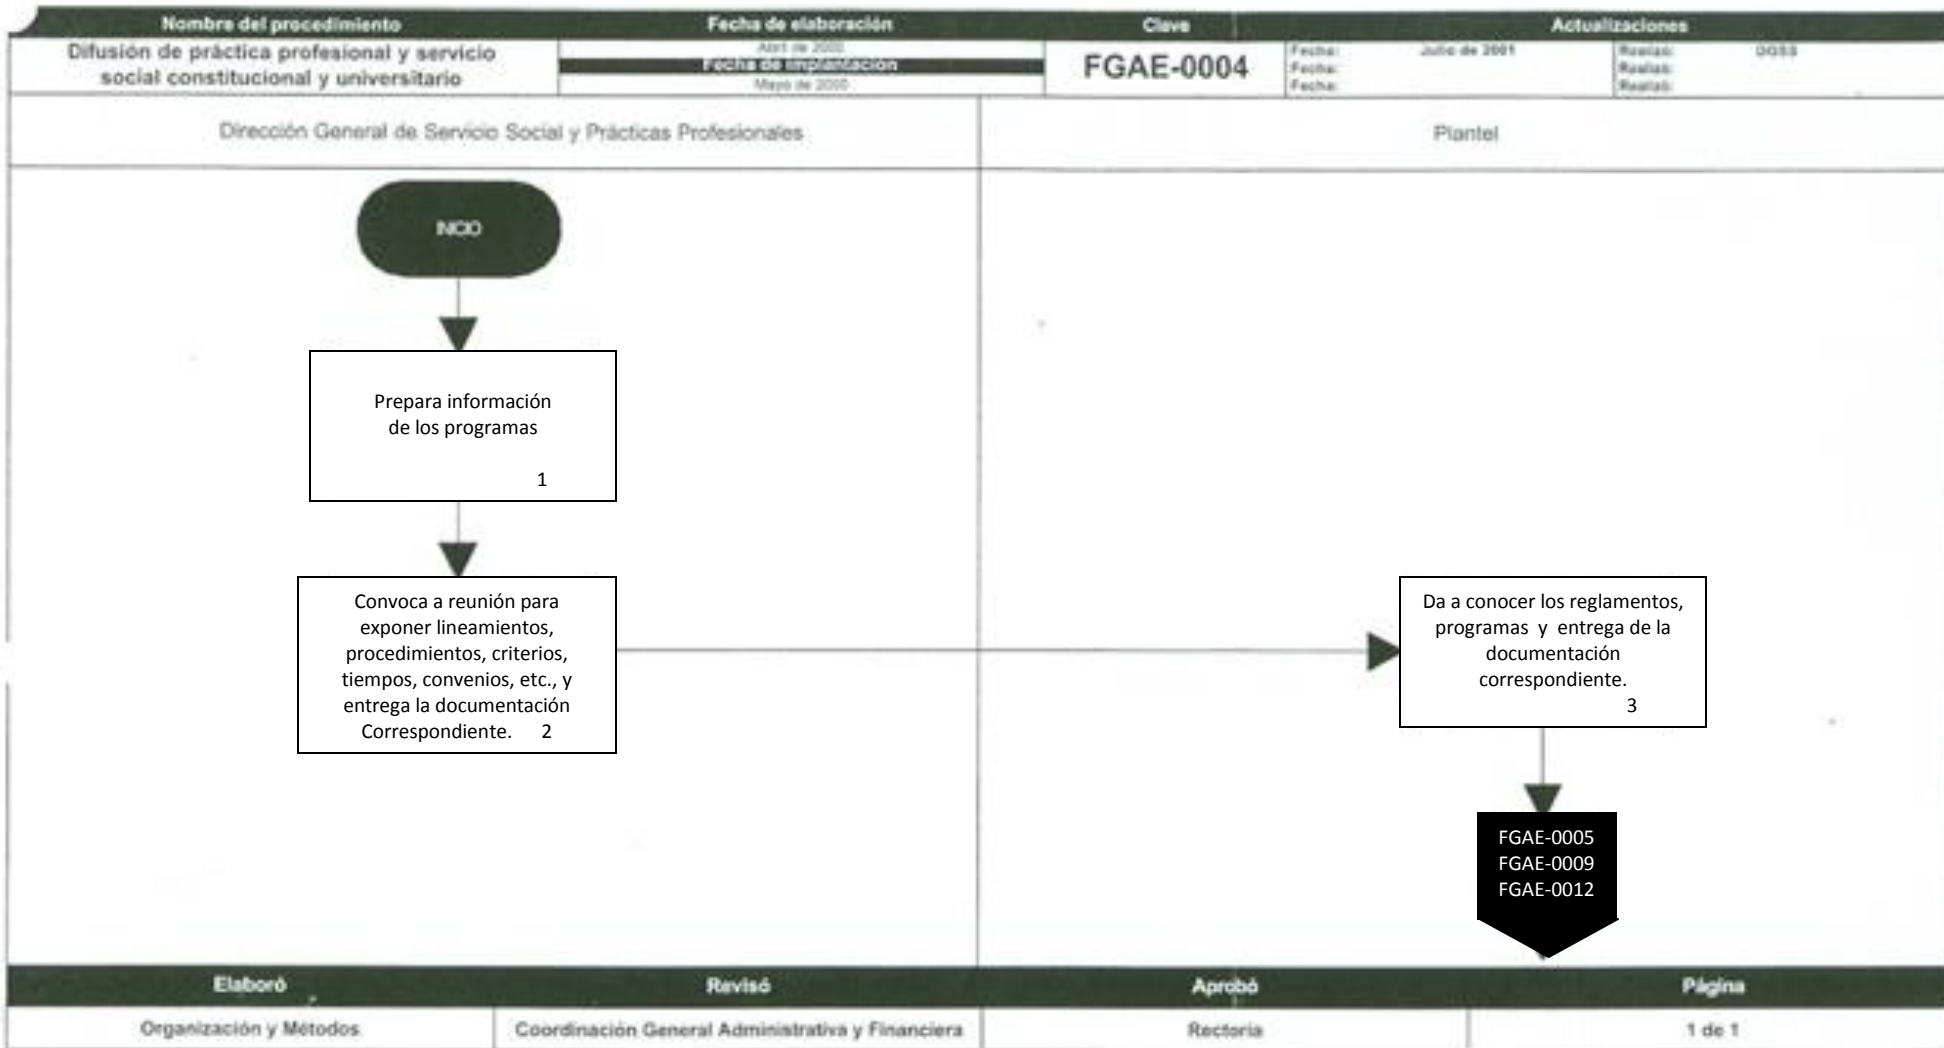 Nombre del procedimiento
Fecha de elaboración
Clave
Actualizaciones
Difusión de práctica profesional y servicio
social constitucional y universitario
Abril de 2000
Fecha de implantación
Mayo de 2000
FGAE-0004
Fecha: Julio de 2001
Fecha:
Fecha:
Realizó: DGSS
Realizó:
Realizó:
Dirección General de Servicio Social y Prácticas Profesionales
Plantel
INICIO
Prepara información
de los programas
1
Convoca a reunión para
exponer lineamientos,
procedimientos, criterios,
tiempos, convenios, etc., y
entrega la documentación
Correspondiente. 2
Da a conocer los reglamentos,
programas y entrega de la
documentación
correspondiente.
3
FGAE-0005
FGAE-0009
FGAE-0012
Elaboró
Revisó
Aprobó
Página
Organización y Métodos
Coordinación General Administrativa y Financiera
Rectoría
1 de 1